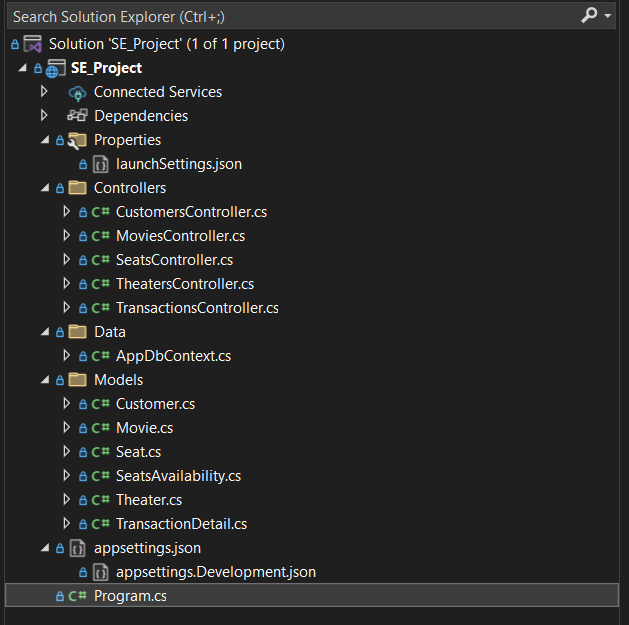 Search Solution Explorer (Ctrl+;)
Solution 'SE_Project' (1 of 1 project)
SE_Project
Connected Services
Dependencies
Properties
launchSettings.json
Controllers
C# CustomersController.cs
C# MoviesController.cs
C# SeatsController.cs
C# TheatersController.cs
C# TransactionsController.cs
Data
C# AppDbContext.cs
Models
C# Customer.cs
C# Movie.cs
C# Seat.cs
C# SeatsAvailability.cs
C# Theater.cs
C# TransactionDetail.cs
appsettings.json
appsettings.Development.json
C# Program.cs